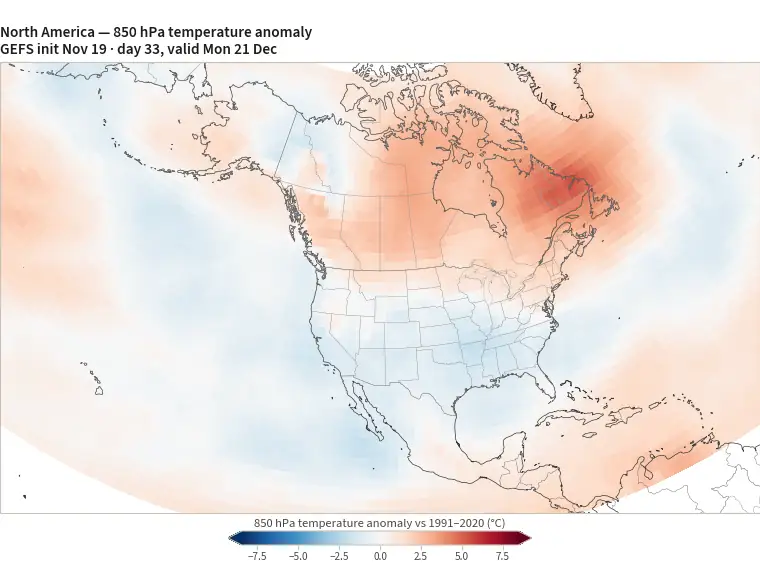 North America — 850 hPa temperature anomaly
GEFS init Nov 19 · day 33, valid Mon 21 Dec
850 hPa temperature anomaly vs 1991–2020 (°C)
−7.5 −5.0 −2.5 0.0 2.5 5.0 7.5